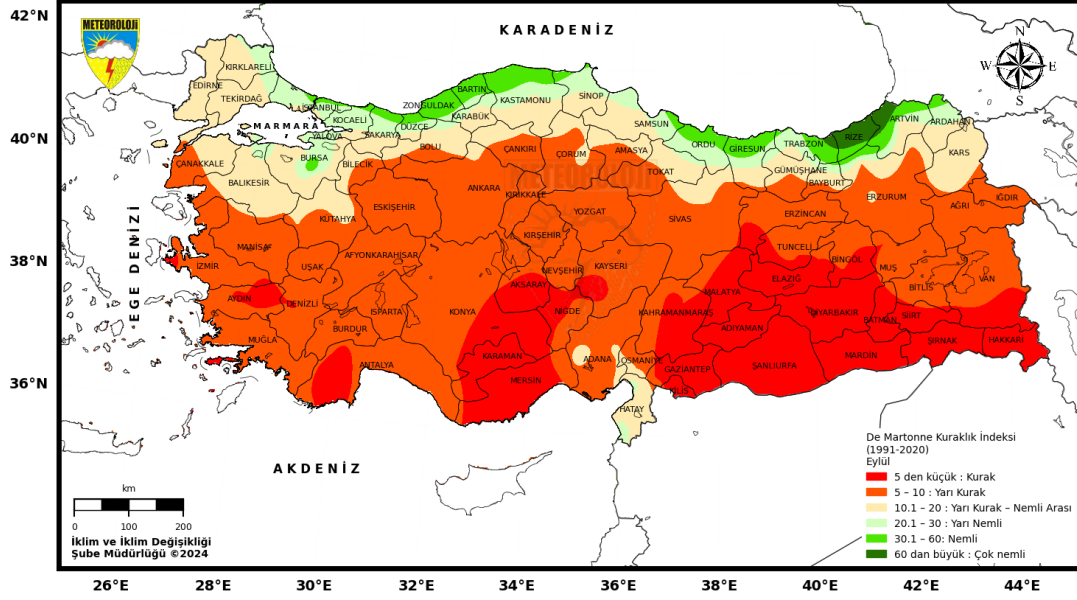 42°N
40°N
38°N
36°N
METEOROLOJİ
KARADENİZ
N
W
E
S
KIRKLARELİ
EDİRNE
TEKİRDAĞ
İSTANBUL
KOCAELİ
MARMARA
YALOVA
SAKARYA
DÜZCE
ZONGULDAK
BARTIN
KARABÜK
KASTAMONU
SİNOP
SAMSUN
ORDU
GİRESUN
TRABZON
RİZE
ARTVİN
ARDAHAN
KARS
ÇANAKKALE
BURSA
BİLECİK
BOLU
ÇANKIRI
ÇORUM
AMASYA
TOKAT
GÜMÜŞHANE
BAYBURT
BALIKESİR
KUTAHYA
ESKİŞEHİR
ANKARA
KIRIKKALE
YOZGAT
SİVAS
ERZİNCAN
ERZURUM
AĞRI
IĞDIR
METEOROLOJİ
EGE DENİZİ
MANİSA
İZMİR
UŞAK
AFYONKARAHİSAR
KIRŞEHİR
NEVŞEHİR
KAYSERİ
TUNCELİ
BİNGÖL
MUŞ
BİTLİS
VAN
AYDIN
DENİZLİ
ISPARTA
KONYA
AKSARAY
NİĞDE
KAHRAMANMARAŞ
MALATYA
ELAZIĞ
DİYARBAKIR
BATMAN
SİİRT
MUĞLA
BURDUR
ANTALYA
KARAMAN
MERSİN
ADANA
OSMANİYE
GAZİANTEP
KİLİS
HATAY
ADIYAMAN
ŞANLIURFA
MARDİN
ŞIRNAK
HAKKARİ
AKDENİZ
km
0 100 200
İklim ve İklim Değişikliği
Şube Müdürlüğü ©2024
De Martonne Kuraklık İndeksi
(1991-2020)
Eylül
5 den küçük : Kurak
5 – 10 : Yarı Kurak
10.1 – 20 : Yarı Kurak – Nemli Arası
20.1 – 30 : Yarı Nemli
30.1 – 60: Nemli
60 dan büyük : Çok nemli
26°E 28°E 30°E 32°E 34°E 36°E 38°E 40°E 42°E 44°E